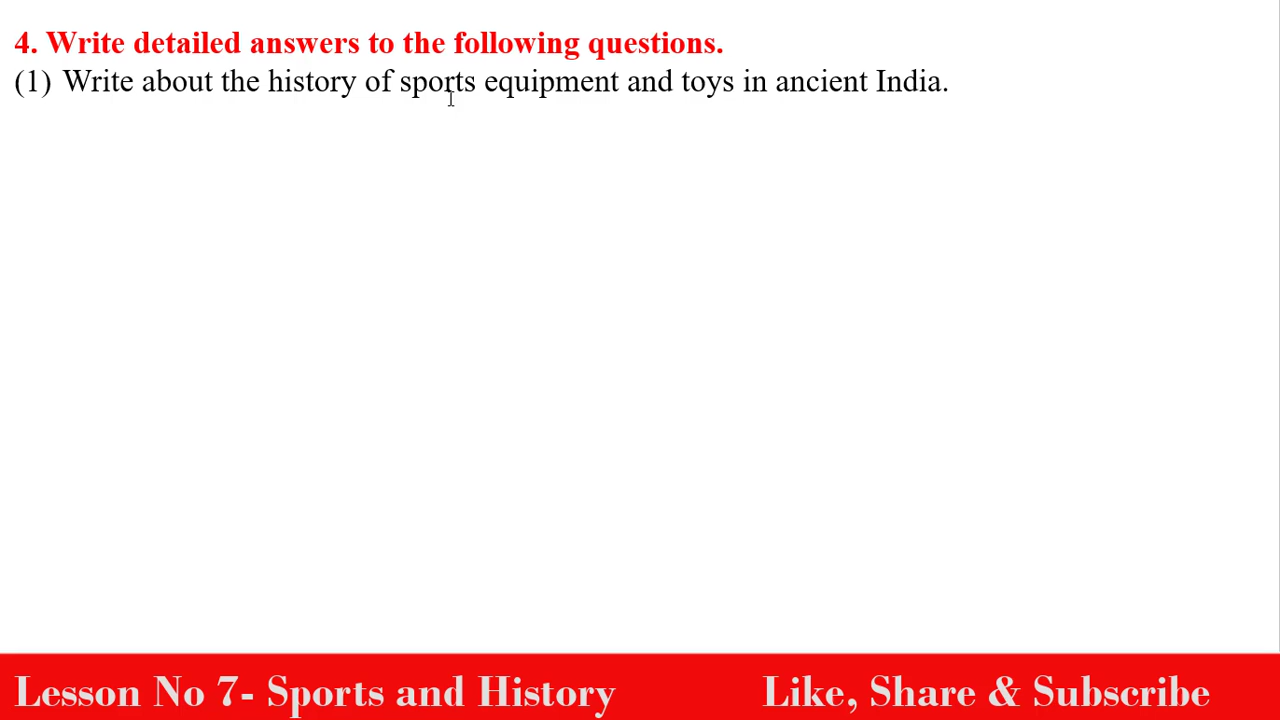 4. Write detailed answers to the following questions.
(1) Write about the history of sports equipment and toys in ancient India.
Lesson No 7- Sports and History
Like, Share & Subscribe